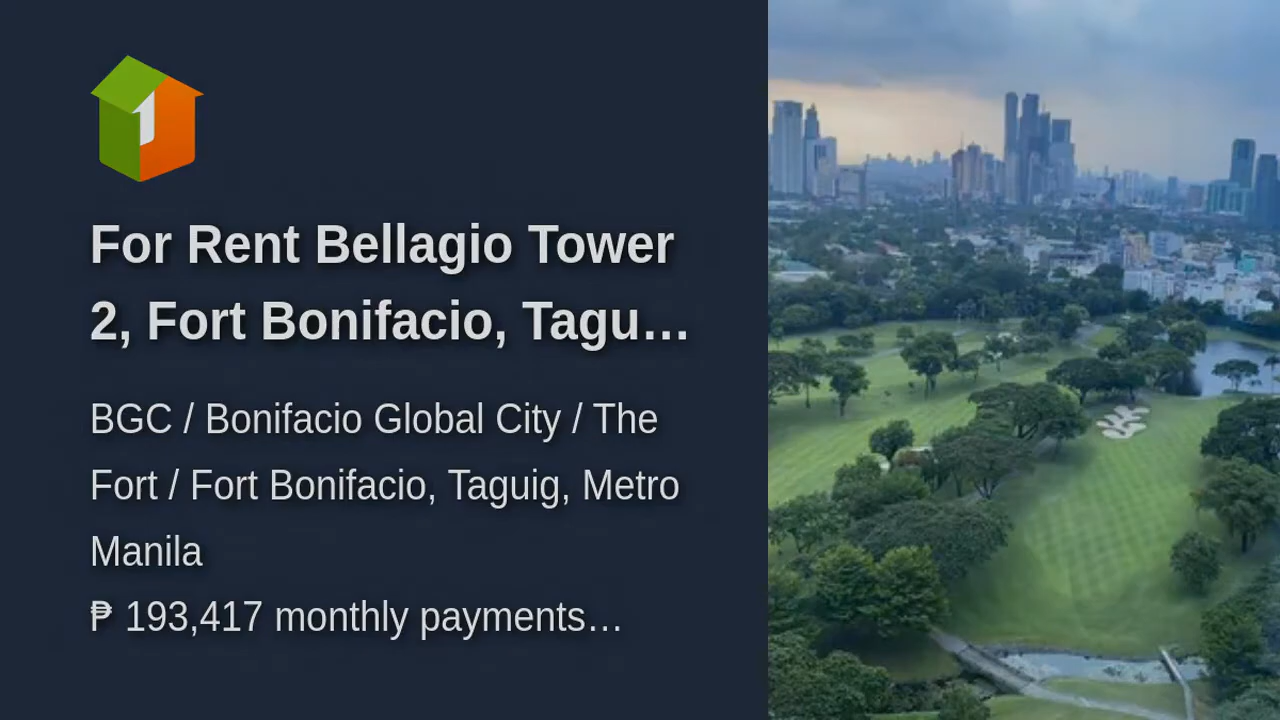 For Rent Bellagio Tower
2, Fort Bonifacio, Tagu…
BGC / Bonifacio Global City / The
Fort / Fort Bonifacio, Taguig, Metro
Manila
₱ 193,417 monthly payments…